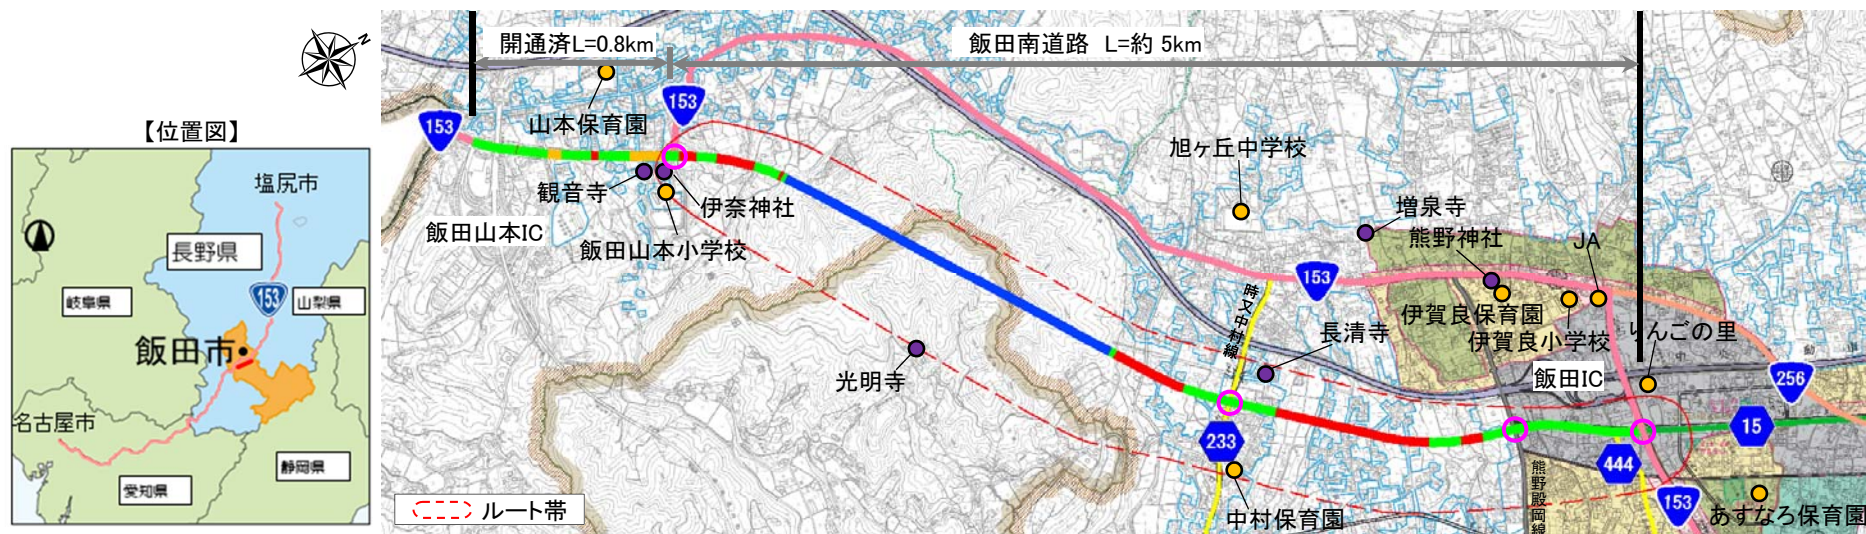 N
【位置図】
塩尻市
長野県
153
岐阜県
山梨県
飯田市
名古屋市
静岡県
愛知県
開通済L=0.8km
飯田南道路 L=約5km
153
153
山本保育園
観音寺
伊奈神社
飯田山本IC
飯田山本小学校
旭ヶ丘中学校
増泉寺
熊野神社
JA
153
時又中村線
伊賀良保育園
伊賀良小学校
りんごの里
長清寺
光明寺
飯田IC
256
15
233
444
153
熊野殿岡線
中村保育園
あすなろ保育園
ルート帯